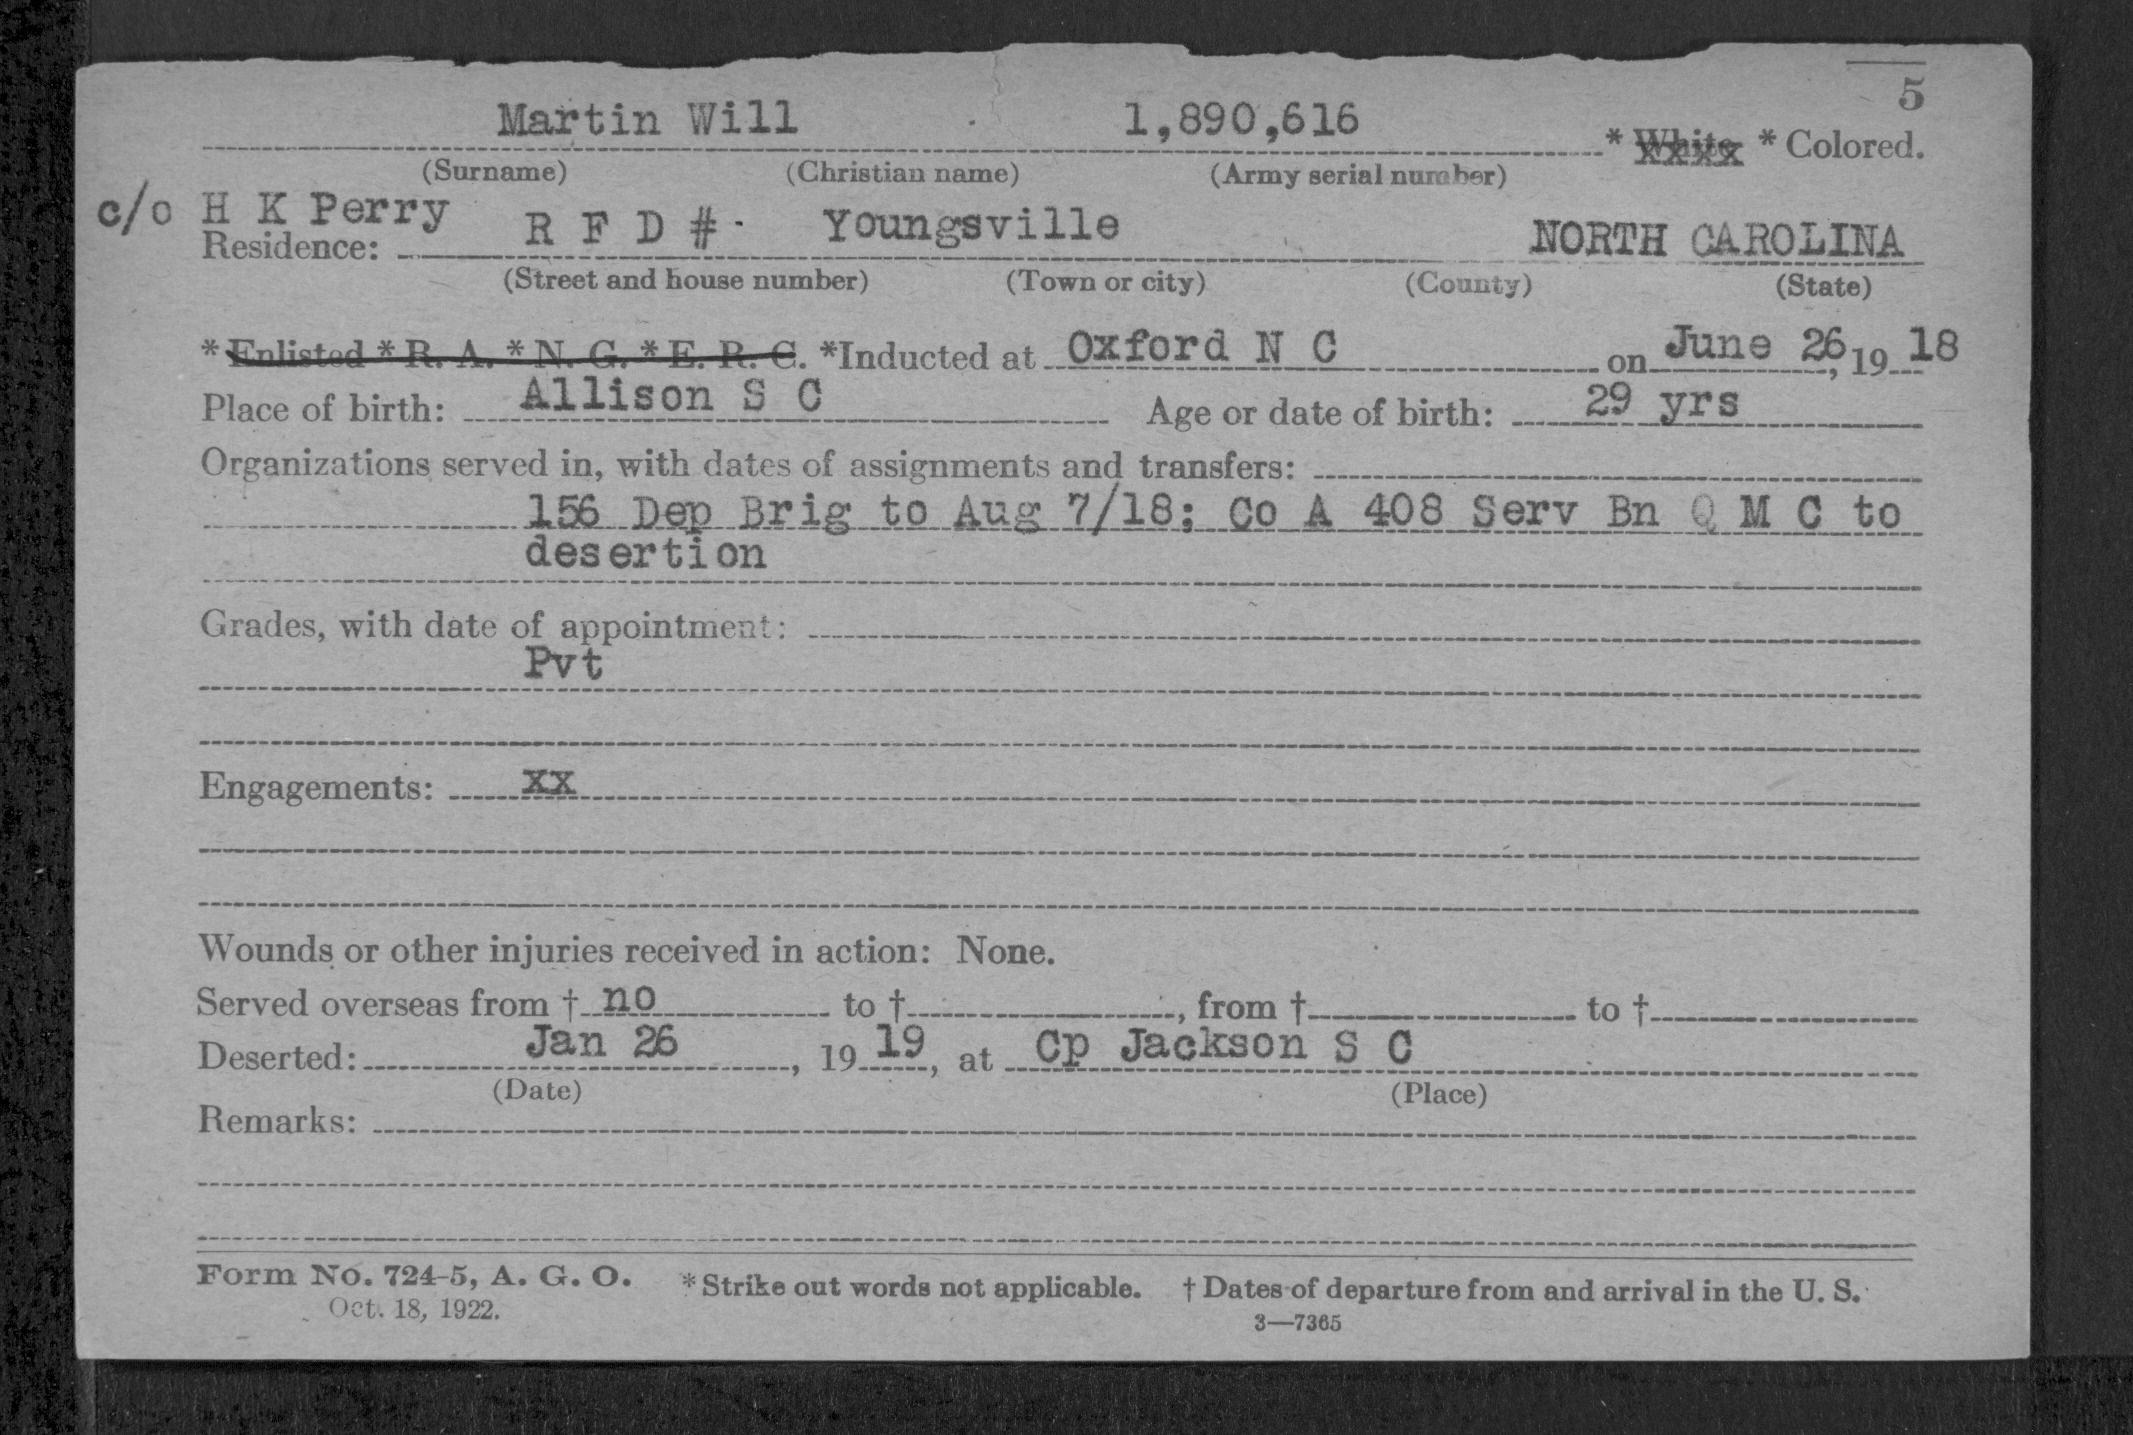 5
Martin Will 1,890,616 * White * Colored.
(Surname) (Christian name) (Army serial number)
c/o H K Perry
Residence: R F D # Youngsville NORTH CAROLINA
(Street and house number) (Town or city) (County) (State)
* Enlisted * R. A. * N. G. * E. R. C. *Inducted at Oxford N C on June 26, 19 18
Place of birth: Allison S C Age or date of birth: 29 yrs
Organizations served in, with dates of assignments and transfers:
156 Dep Brig to Aug 7/18; Co A 408 Serv Bn Q M C to
desertion
Grades, with date of appointment:
Pvt
Engagements: xx
Wounds or other injuries received in action: None.
Served overseas from † no to † , from † to †
Deserted: Jan 26, 19 19, at Cp Jackson S C
(Date) (Place)
Remarks:
Form No. 724-5, A. G. O. * Strike out words not applicable. † Dates of departure from and arrival in the U. S.
Oct. 18, 1922. 3—7365